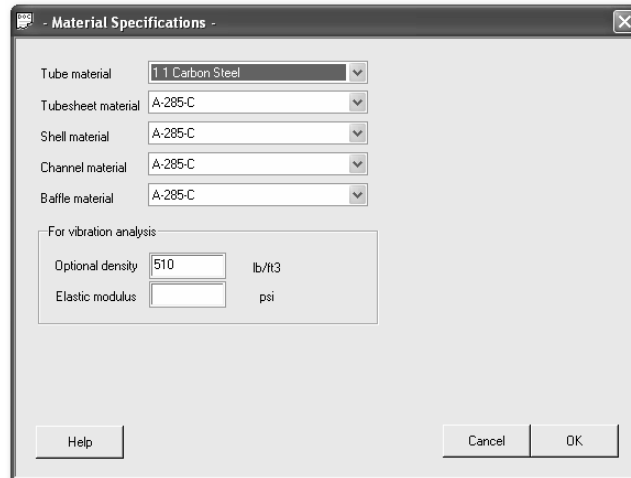 - Material Specifications -
Tube material 1 1 Carbon Steel
Tubesheet material A-285-C
Shell material A-285-C
Channel material A-285-C
Baffle material A-285-C
For vibration analysis
Optional density 510 lb/ft3
Elastic modulus psi
Help Cancel OK